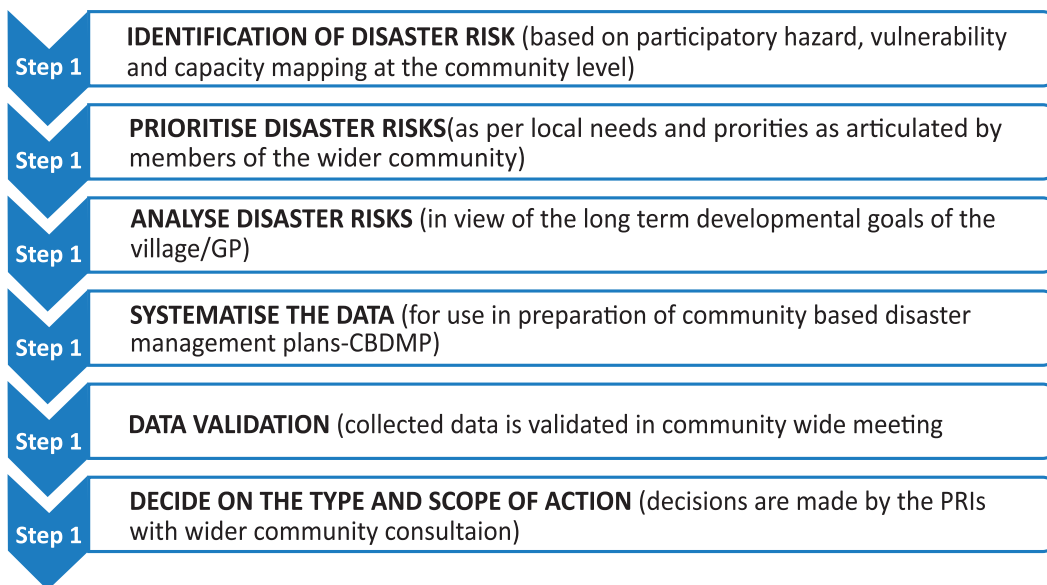 Step 1
IDENTIFICATION OF DISASTER RISK (based on participatory hazard, vulnerability
and capacity mapping at the community level)
Step 1
PRIORITISE DISASTER RISKS(as per local needs and prorities as articulated by
members of the wider community)
Step 1
ANALYSE DISASTER RISKS (in view of the long term developmental goals of the
village/GP)
Step 1
SYSTEMATISE THE DATA (for use in preparation of community based disaster
management plans-CBDMP)
Step 1
DATA VALIDATION (collected data is validated in community wide meeting
Step 1
DECIDE ON THE TYPE AND SCOPE OF ACTION (decisions are made by the PRIs
with wider community consultaion)